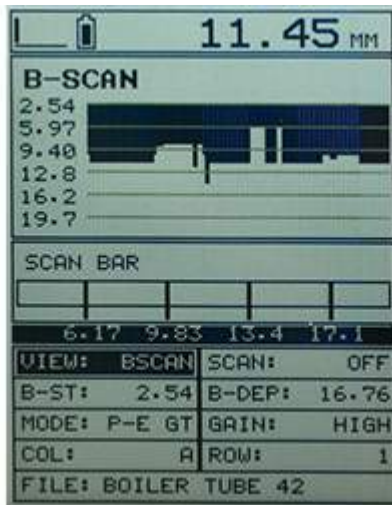 11.45 MM
B-SCAN
2.54
5.97
9.40
12.8
16.2
19.7
SCAN BAR
6.17 9.83 13.4 17.1
VIEW: BSCAN SCAN: OFF
B-ST: 2.54 B-DEP: 16.76
MODE: P-E GT GAIN: HIGH
COL: A ROW: 1
FILE: BOILER TUBE 42